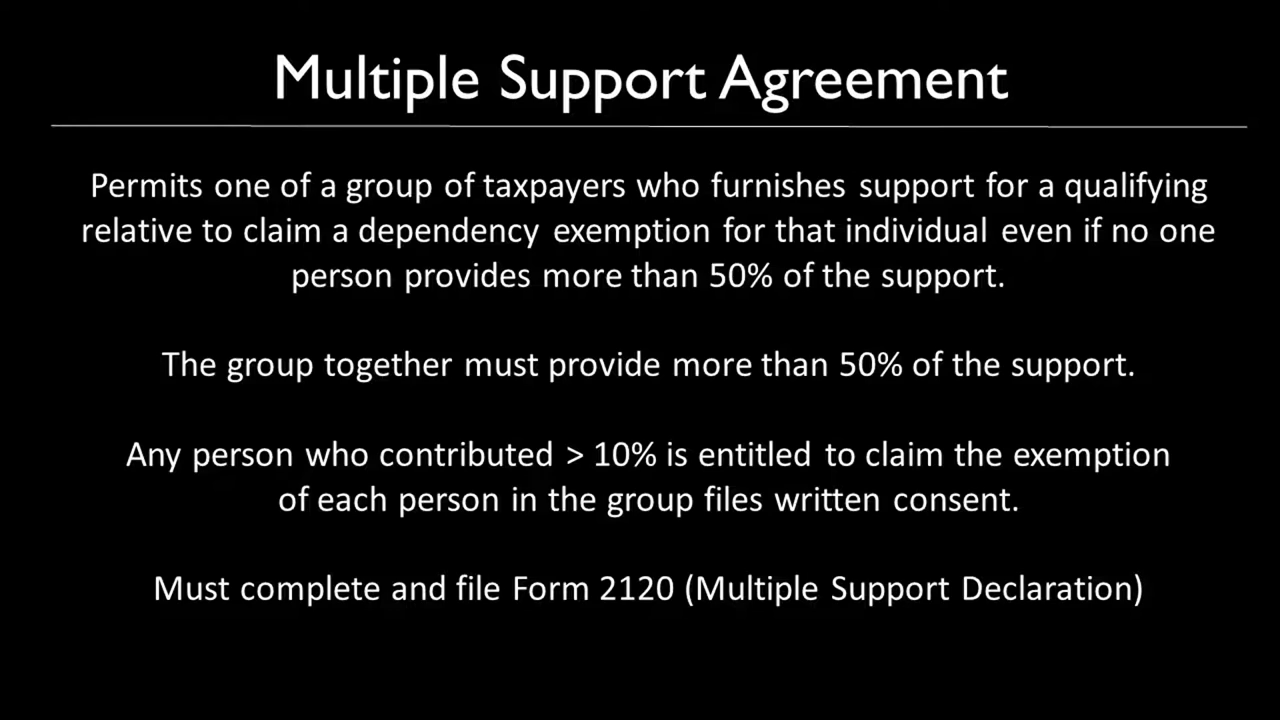 Multiple Support Agreement
Permits one of a group of taxpayers who furnishes support for a qualifying
relative to claim a dependency exemption for that individual even if no one
person provides more than 50% of the support.
The group together must provide more than 50% of the support.
Any person who contributed > 10% is entitled to claim the exemption
of each person in the group files written consent.
Must complete and file Form 2120 (Multiple Support Declaration)